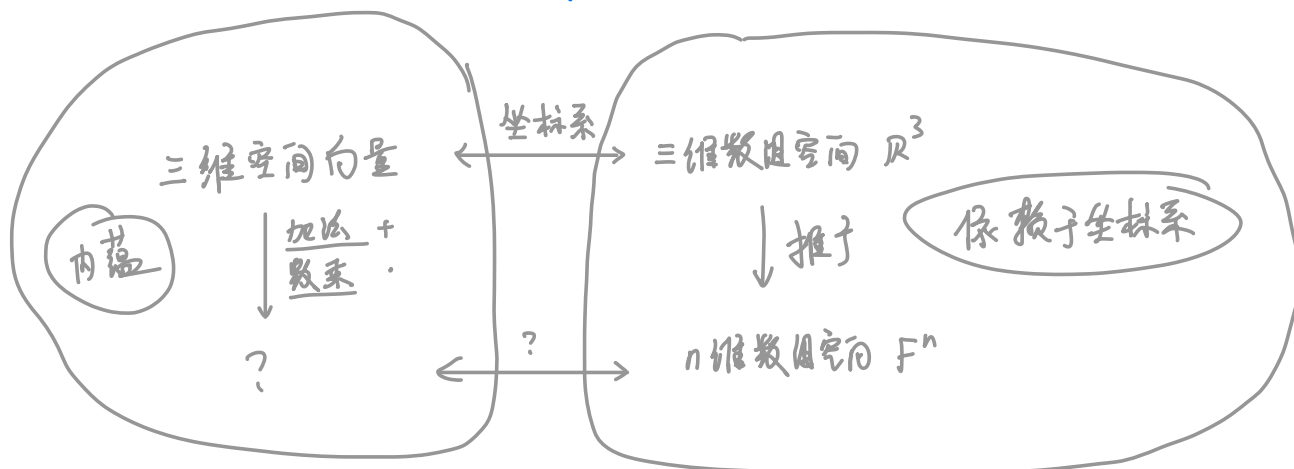 坐标系
三维空间向量
三维数组空间 R³
内蕴
加法 +
数乘 ·
推广
依赖于坐标系
?
?
n维数组空间 Fⁿ